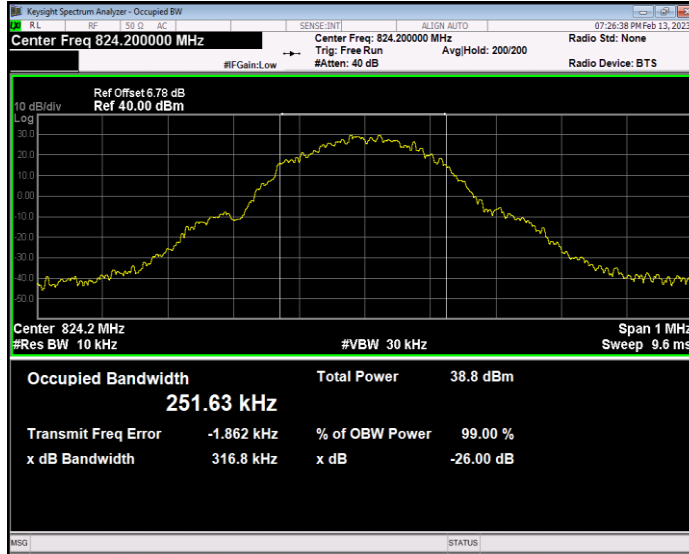 Keysight Spectrum Analyzer - Occupied BW
RL RF 50 Ω AC SENSE:INT ALIGN AUTO 07:26:38 PM Feb 13, 2023
Center Freq 824.200000 MHz Center Freq: 824.200000 MHz Radio Std: None
Trig: Free Run Avg|Hold: 200/200
#IFGain:Low #Atten: 40 dB Radio Device: BTS
Ref Offset 6.78 dB
10 dB/div Ref 40.00 dBm
Log
30.0
20.0
10.0
0.00
-10.0
-20.0
-30.0
-40.0
-50.0
Center 824.2 MHz Span 1 MHz
#Res BW 10 kHz #VBW 30 kHz Sweep 9.6 ms
Occupied Bandwidth Total Power 38.8 dBm
251.63 kHz
Transmit Freq Error -1.862 kHz % of OBW Power 99.00 %
x dB Bandwidth 316.8 kHz x dB -26.00 dB
MSG STATUS